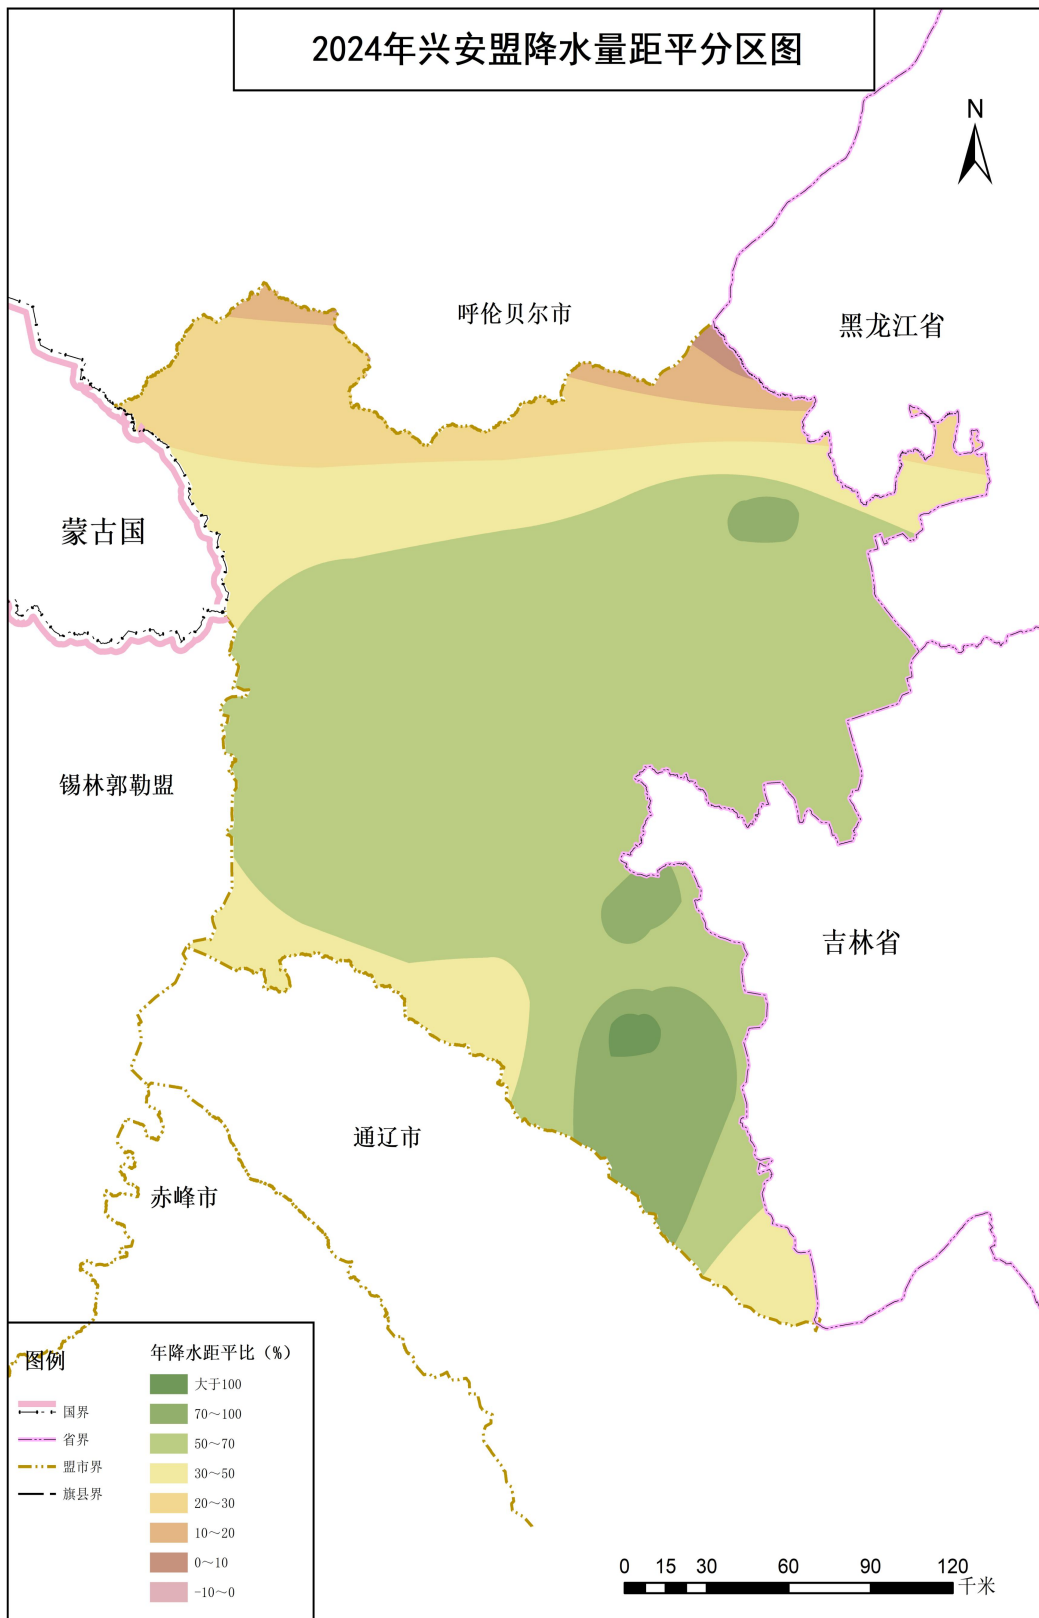 2024年兴安盟降水量距平分区图
N
呼伦贝尔市
黑龙江省
蒙古国
锡林郭勒盟
吉林省
通辽市
赤峰市
图例
国界
省界
盟市界
旗县界
年降水距平比（%）
大于100
70～100
50～70
30～50
20～30
10～20
0～10
-10～0
0 15 30 60 90 120
千米